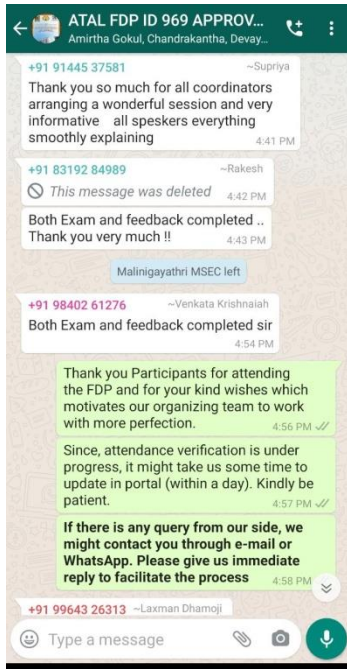 ATAL FDP ID 969 APPROV...
Amirtha Gokul, Chandrakantha, Devay...
+91 91445 37581 ~Supriya
Thank you so much for all coordinators
arranging a wonderful session and very
informative all speskers everything
smoothly explaining 4:41 PM
+91 83192 84989 ~Rakesh
This message was deleted 4:42 PM
Both Exam and feedback completed ..
Thank you very much !! 4:43 PM
Malinigayathri MSEC left
+91 98402 61276 ~Venkata Krishnaiah
Both Exam and feedback completed sir
4:54 PM
Thank you Participants for attending
the FDP and for your kind wishes which
motivates our organizing team to work
with more perfection. 4:56 PM
Since, attendance verification is under
progress, it might take us some time to
update in portal (within a day). Kindly be
patient. 4:57 PM
If there is any query from our side, we
might contact you through e-mail or
WhatsApp. Please give us immediate
reply to facilitate the process 4:58 PM
+91 99643 26313 ~Laxman Dhamoji
Type a message